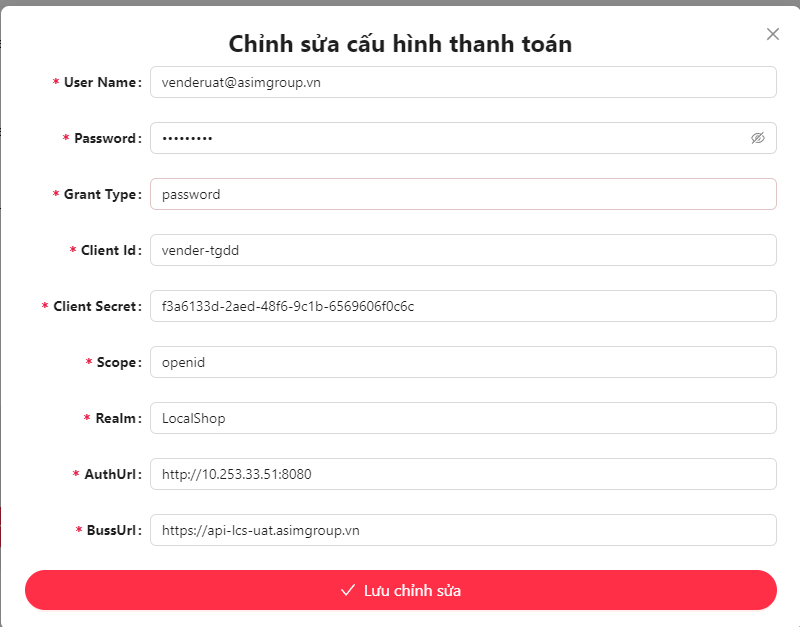 Chỉnh sửa cấu hình thanh toán
* User Name: venderuat@asimgroup.vn
* Password: •••••••••
* Grant Type: password
* Client Id: vender-tgdd
* Client Secret: f3a6133d-2aed-48f6-9c1b-6569606f0c6c
* Scope: openid
* Realm: LocalShop
* AuthUrl: http://10.253.33.51:8080
* BussUrl: https://api-lcs-uat.asimgroup.vn
Lưu chỉnh sửa